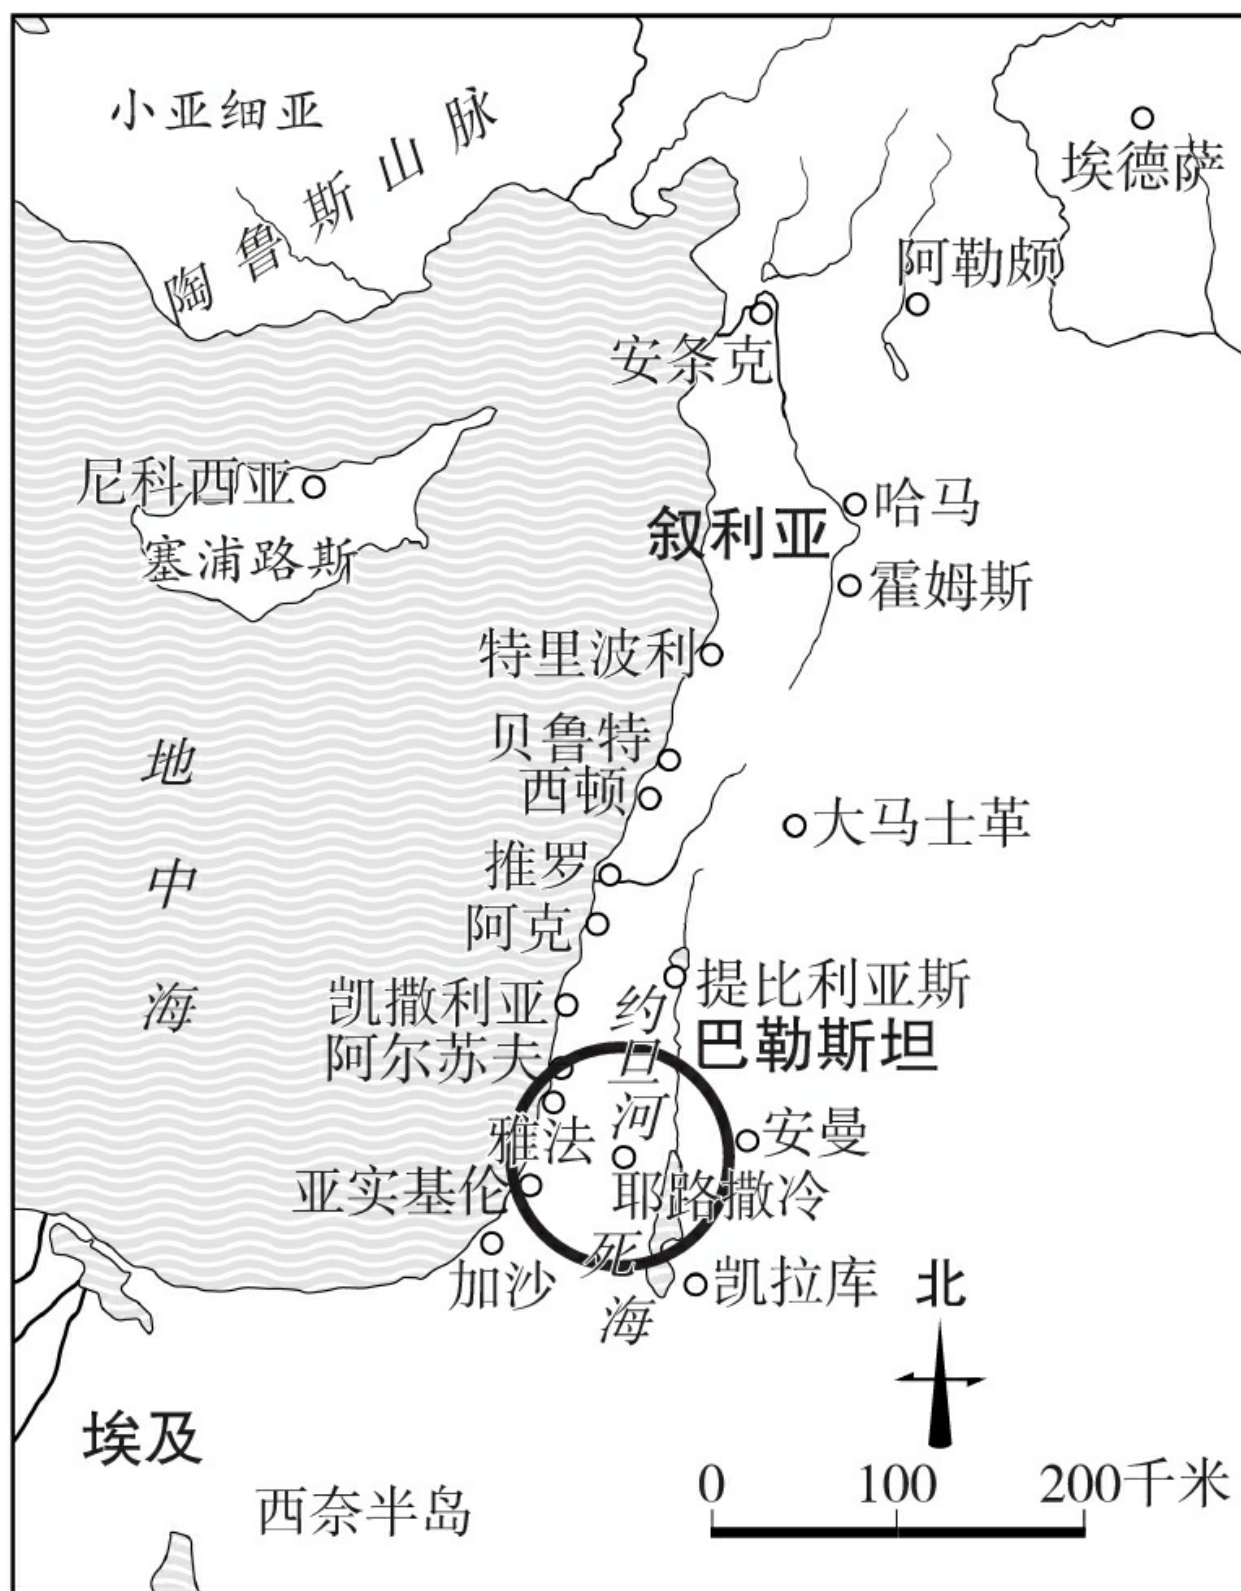 小亚细亚
陶鲁斯山脉
埃德萨
阿勒颇
安条克
尼科西亚
塞浦路斯
哈马
叙利亚
霍姆斯
特里波利
贝鲁特
西顿
地中海
大马士革
推罗
阿克
提比利亚斯
凯撒利亚
约旦河
巴勒斯坦
阿尔苏夫
雅法
安曼
亚实基伦
耶路撒冷
死海
加沙
凯拉库
北
埃及
西奈半岛
0 100 200千米